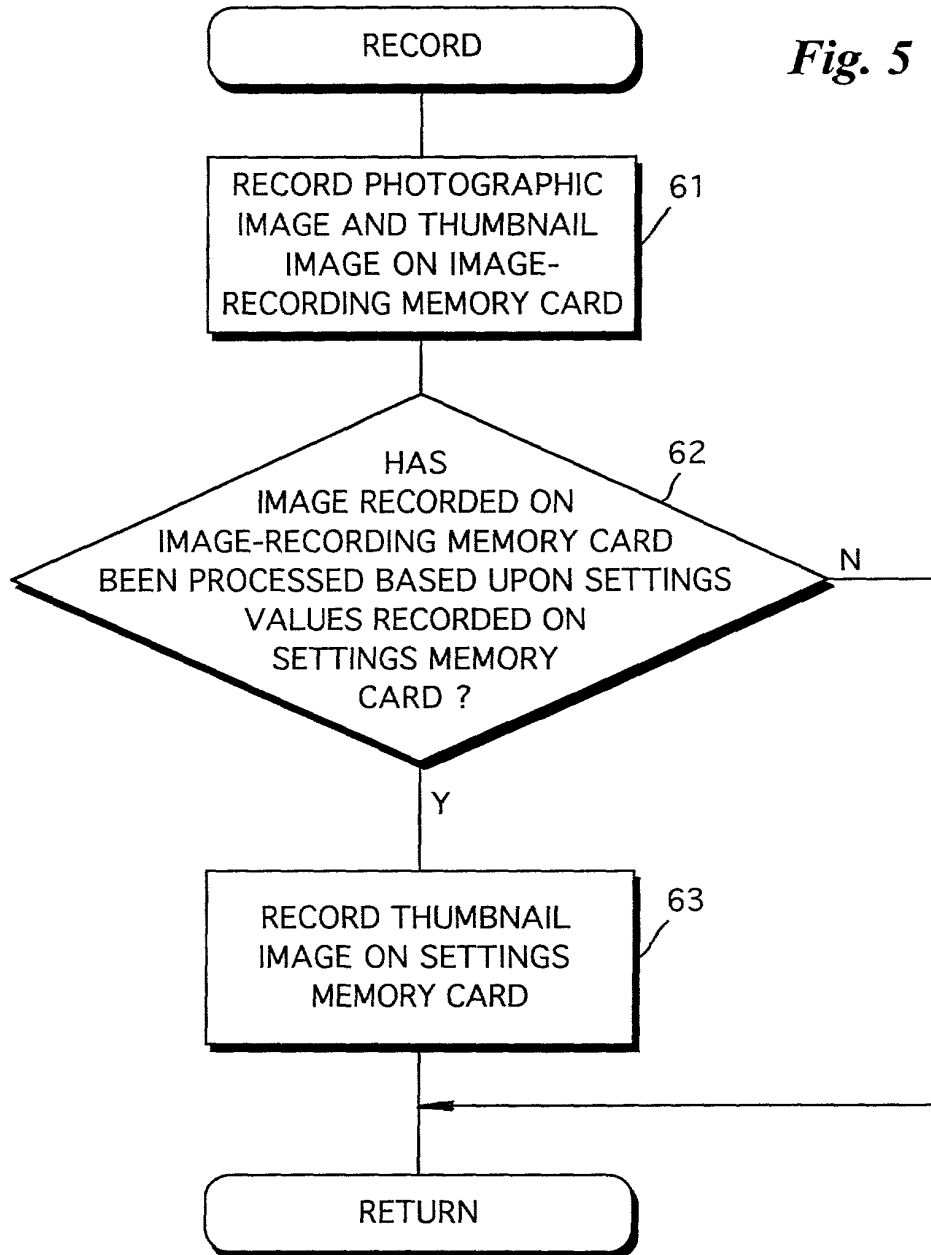 RECORD
Fig. 5
RECORD PHOTOGRAPHIC
IMAGE AND THUMBNAIL
IMAGE ON IMAGE-
RECORDING MEMORY CARD
61
HAS
IMAGE RECORDED ON
IMAGE-RECORDING MEMORY CARD
BEEN PROCESSED BASED UPON SETTINGS
VALUES RECORDED ON
SETTINGS MEMORY
CARD ?
62
N
Y
RECORD THUMBNAIL
IMAGE ON SETTINGS
MEMORY CARD
63
RETURN